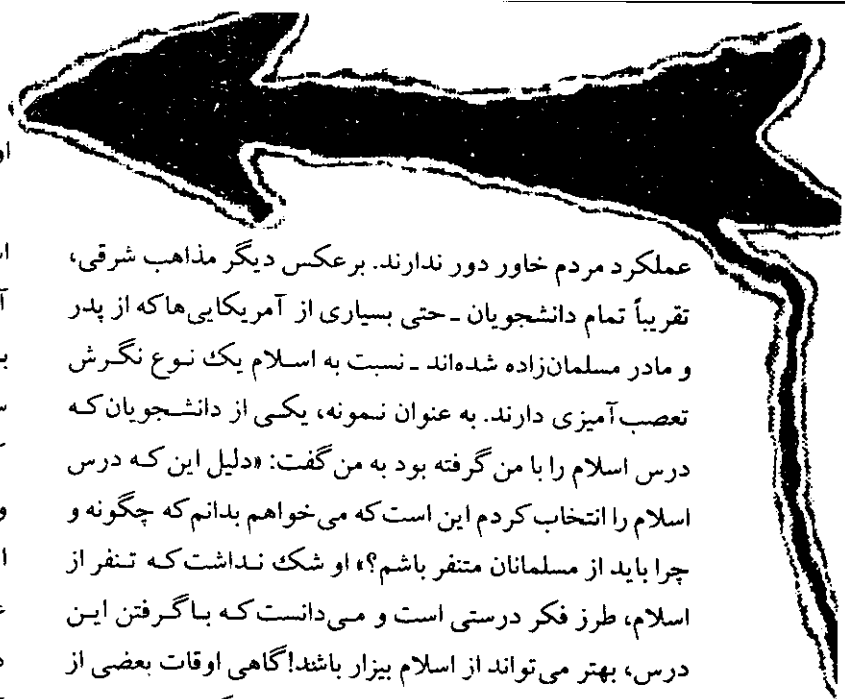 عملکرد مردم خاور دور ندارند. برعکس دیگر مذاهب شرقی،
تقریباً تمام دانشجویان ـ حتی بسیاری از آمریکایی‌ها که از پدر
و مادر مسلمان‌زاده شده‌اند ـ نسبت به اسلام یک نوع نگرش
تعصب‌آمیزی دارند. به عنوان نمونه، یکی از دانشجویان که
درس اسلام را با من گرفته بود به من گفت: «دلیل این که درس
اسلام را انتخاب کردم این است که می‌خواهم بدانم که چگونه و
چرا باید از مسلمانان متنفر باشم؟» او شک نداشت که تنفر از
اسلام، طرز فکر درستی است و می‌دانست که با گرفتن این
درس، بهتر می‌تواند از اسلام بیزار باشد! گاهی اوقات بعضی از